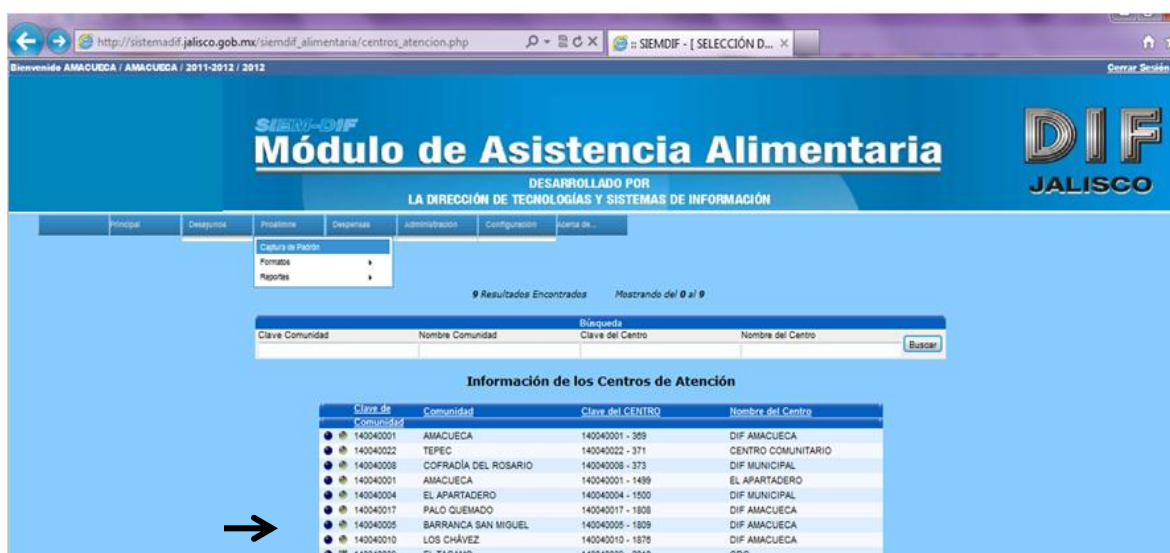 http://sistemadif.jalisco.gob.mx/siemdif_alimentaria/centros_atencion.php
:: SIEMDIF - [ SELECCIÓN D...
Bienvenido AMACUECA / AMACUECA / 2011-2012 / 2012
Cerrar Sesión
SIEM-DIF
Módulo de Asistencia Alimentaria
DESARROLLADO POR
LA DIRECCIÓN DE TECNOLOGÍAS Y SISTEMAS DE INFORMACIÓN
DIF
JALISCO
Principal Desayunos Proalimne Despensas Administración Configuración Acerca de...
Captura de Padrón
Formatos
Reportes
9 Resultados Encontrados Mostrando del 0 al 9
Búsqueda
Clave Comunidad Nombre Comunidad Clave del Centro Nombre del Centro
Buscar
Información de los Centros de Atención
Clave de Comunidad Comunidad Clave del CENTRO Nombre del Centro
140040001 AMACUECA 140040001 - 369 DIF AMACUECA
140040022 TEPEC 140040022 - 371 CENTRO COMUNITARIO
140040008 COFRADÍA DEL ROSARIO 140040008 - 373 DIF MUNICIPAL
140040001 AMACUECA 140040001 - 1499 EL APARTADERO
140040004 EL APARTADERO 140040004 - 1500 DIF MUNICIPAL
140040017 PALO QUEMADO 140040017 - 1808 DIF AMACUECA
140040005 BARRANCA SAN MIGUEL 140040005 - 1809 DIF AMACUECA
140040010 LOS CHÁVEZ 140040010 - 1876 DIF AMACUECA